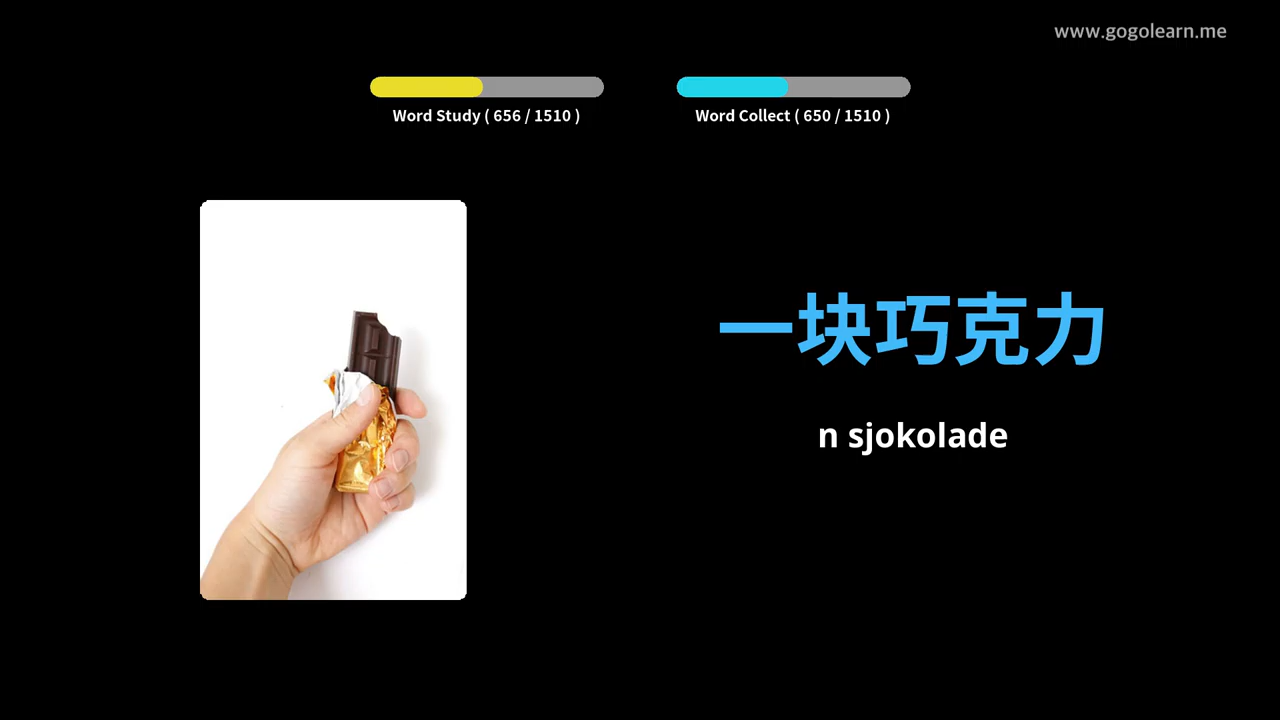 www.gogolearn.me
Word Study ( 656 / 1510 )
Word Collect ( 650 / 1510 )
一块巧克力
n sjokolade